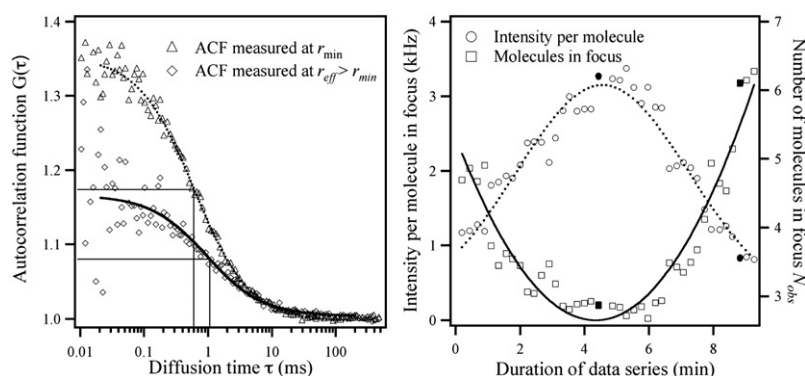 1.4
1.3
1.2
1.1
1.0
Autocorrelation function G(τ)
ACF measured at rmin
ACF measured at reff> rmin
0.01
0.1
1
10
100
Diffusion time τ (ms)
4
3
2
1
0
Intensity per molecule in focus (kHz)
Intensity per molecule
Molecules in focus
7
6
5
4
3
Number of molecules in focus Nobs
0
2
4
6
8
Duration of data series (min)